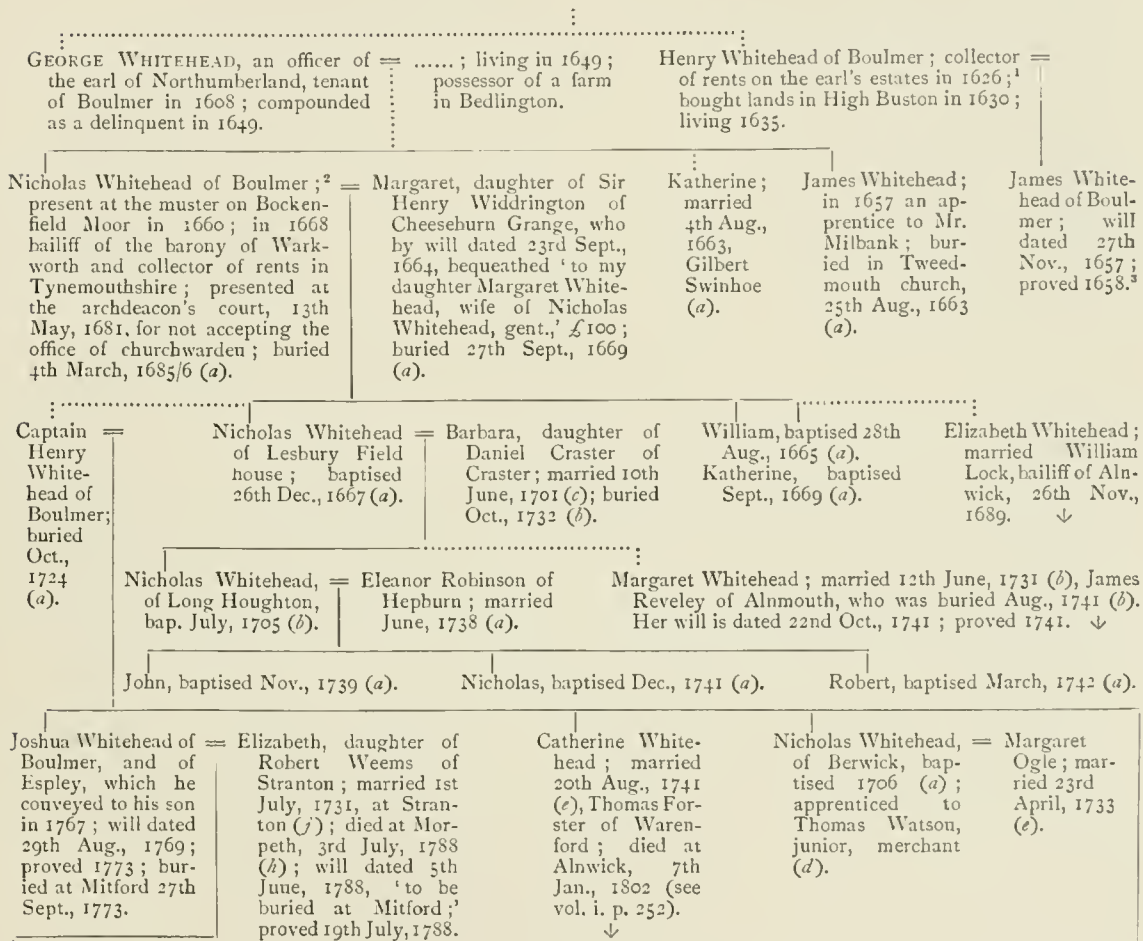 GEORGE WHITEHEAD, an officer of
the earl of Northumberland, tenant
of Boulmer in 1608 ; compounded
as a delinquent in 1649.
= ...... ; living in 1649 ;
possessor of a farm
in Bedlington.
Henry Whitehead of Boulmer ; collector =
of rents on the earl's estates in 1626 ;¹
bought lands in High Buston in 1630 ;
living 1635.
Nicholas Whitehead of Boulmer ;² =
present at the muster on Bocken-
field Moor in 1660 ; in 1668
bailiff of the barony of Wark-
worth and collector of rents in
Tynemouthshire ; presented at
the archdeacon's court, 13th
May, 1681, for not accepting the
office of churchwarden ; buried
4th March, 1685/6 (a).
Margaret, daughter of Sir
Henry Widdrington of
Cheeseburn Grange, who
by will dated 23rd Sept.,
1664, bequeathed ' to my
daughter Margaret White-
head, wife of Nicholas
Whitehead, gent.,' £100 ;
buried 27th Sept., 1669
(a).
Katherine ;
married
4th Aug.,
1663,
Gilbert
Swinhoe
(a).
James Whitehead ;
in 1657 an ap-
prentice to Mr.
Milbank ; bur-
ied in Tweed-
mouth church,
25th Aug., 1663
(a).
James White-
head of Boul-
mer ; will
dated 27th
Nov., 1657 ;
proved 1658.³
Captain =
Henry
White-
head of
Boulmer;
buried
Oct.,
1724
(a).
Nicholas Whitehead =
of Lesbury Field
house ; baptised
26th Dec., 1667 (a).
Barbara, daughter of
Daniel Craster of
Craster ; married 10th
June, 1701 (c); buried
Oct., 1732 (b).
William, baptised 28th
Aug., 1665 (a).
Katherine, baptised
Sept., 1669 (a).
Elizabeth Whitehead ;
married William
Lock, bailiff of Aln-
wick, 26th Nov.,
1689. ↓
Nicholas Whitehead, =
of Long Houghton,
bap. July, 1705 (b).
Eleanor Robinson of
Hepburn ; married
June, 1738 (a).
Margaret Whitehead ; married 12th June, 1731 (b), James
Reveley of Alnmouth, who was buried Aug., 1741 (b).
Her will is dated 22nd Oct., 1741 ; proved 1741. ↓
John, baptised Nov., 1739 (a). Nicholas, baptised Dec., 1741 (a). Robert, baptised March, 1742 (a).
Joshua Whitehead of =
Boulmer, and of
Espley, which he
conveyed to his son
in 1767 ; will dated
29th Aug., 1769 ;
proved 1773 ; bur-
ied at Mitford 27th
Sept., 1773.
Elizabeth, daughter of
Robert Weems of
Stranton ; married 1st
July, 1731, at Stran-
ton (j) ; died at Mor-
peth, 3rd July, 1788
(h) ; will dated 5th
June, 1788, ' to be
buried at Mitford ;'
proved 19th July, 1788.
Catherine White-
head ; married
20th Aug., 1741
(e), Thomas For-
ster of Waren-
ford ; died at
Alnwick, 7th
Jan., 1802 (see
vol. i. p. 252).
↓
Nicholas Whitehead, =
of Berwick, bap-
tised 1706 (a) ;
apprenticed to
Thomas Watson,
junior, merchant
(d).
Margaret
Ogle ; mar-
ried 23rd
April, 1733
(e).